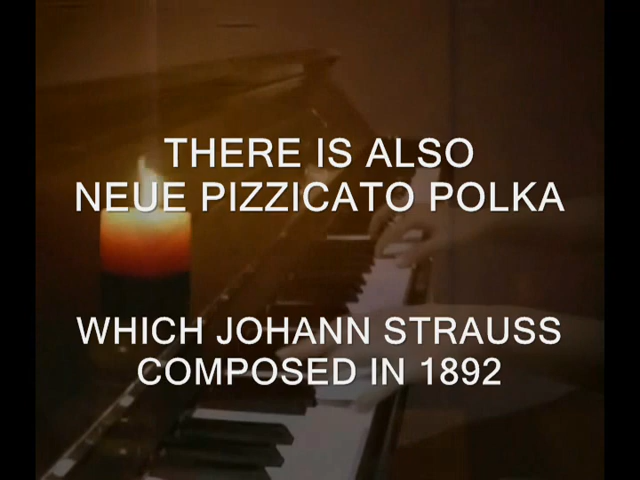 THERE IS ALSO
NEUE PIZZICATO POLKA
WHICH JOHANN STRAUSS
COMPOSED IN 1892